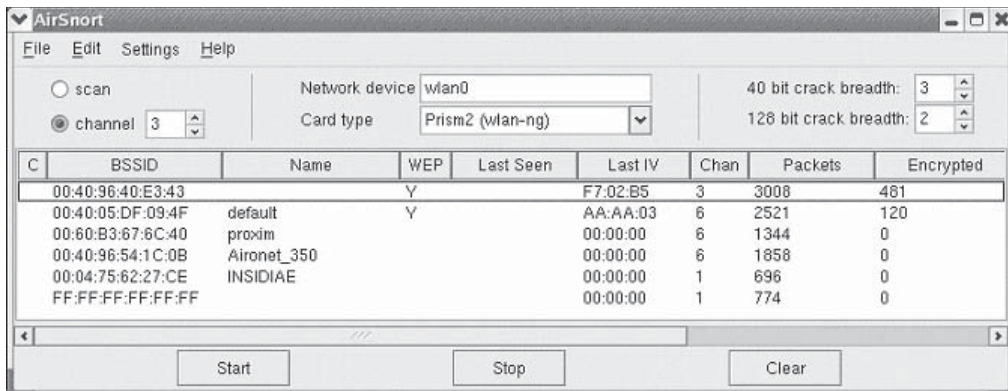 AirSnort
File Edit Settings Help
scan Network device wlan0 40 bit crack breadth: 3
channel 3 Card type Prism2 (wlan-ng) 128 bit crack breadth: 2
C BSSID Name WEP Last Seen Last IV Chan Packets Encrypted
00:40:96:40:E3:43 Y F7:02:B5 3 3008 481
00:40:05:DF:09:4F default Y AA:AA:03 6 2521 120
00:60:B3:67:6C:40 proxim 00:00:00 6 1344 0
00:40:96:54:1C:0B Aironet_350 00:00:00 6 1858 0
00:04:75:62:27:CE INSIDIAE 00:00:00 1 696 0
FF:FF:FF:FF:FF:FF 00:00:00 1 774 0
Start Stop Clear